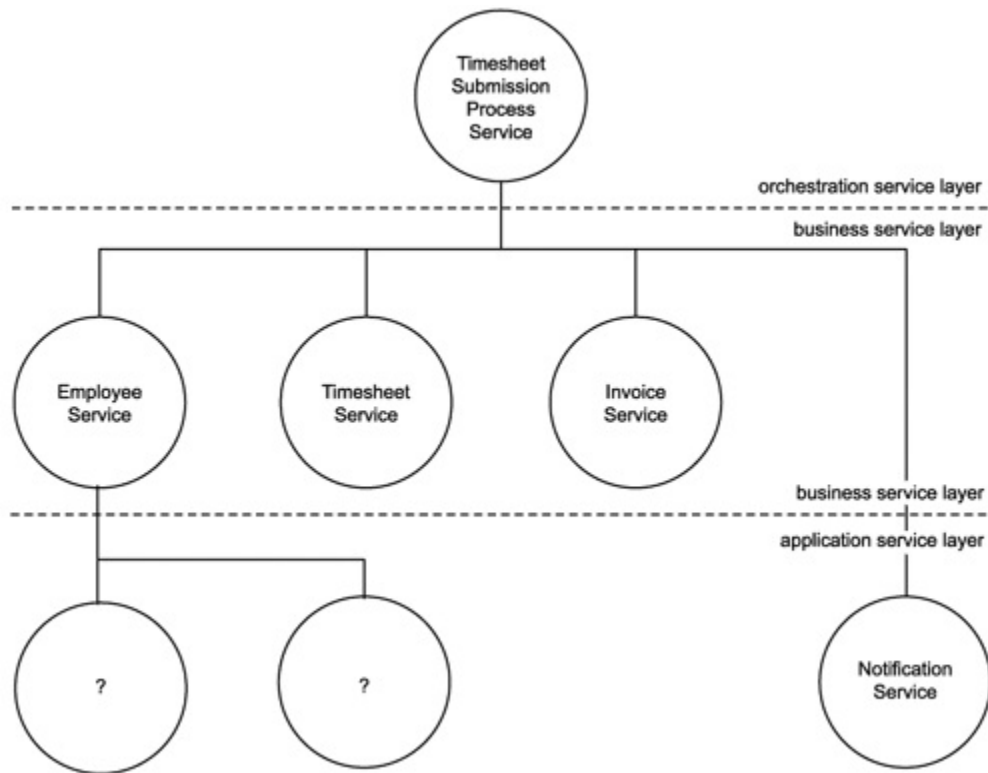 Timesheet
Submission
Process
Service
orchestration service layer
business service layer
Employee
Service
Timesheet
Service
Invoice
Service
business service layer
application service layer
?
?
Notification
Service